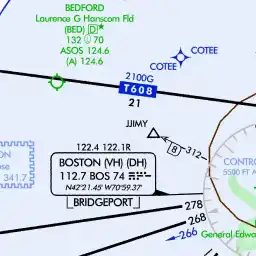 BEDFORD
Laurence G Hanscom Fld
(BED) D*
132 70
ASOS 124.6
(A) 124.6
COTEE
COTEE
2100G
T608
21
JJIMY
8
312
122.4 122.1R
BOSTON (VH) (DH)
112.7 BOS 74
N42°21.45' W70°59.37'
BRIDGEPORT
341.7
CONTRO
5500 FT A
278
268
266
General Edwa